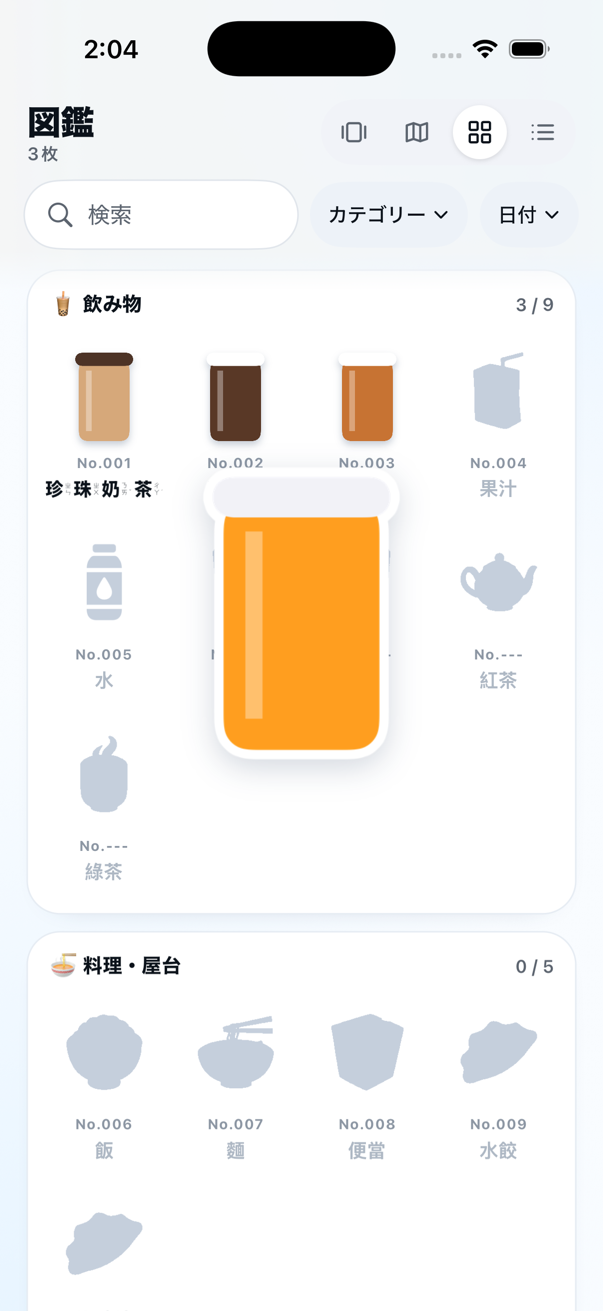 2:04
図鑑
3枚
検索
カテゴリー
日付
飲み物
3 / 9
No.001
No.002
No.003
No.004
珍珠奶茶
果汁
No.005
No.---
水
紅茶
No.---
綠茶
料理・屋台
0 / 5
No.006
No.007
No.008
No.009
飯
麵
便當
水餃